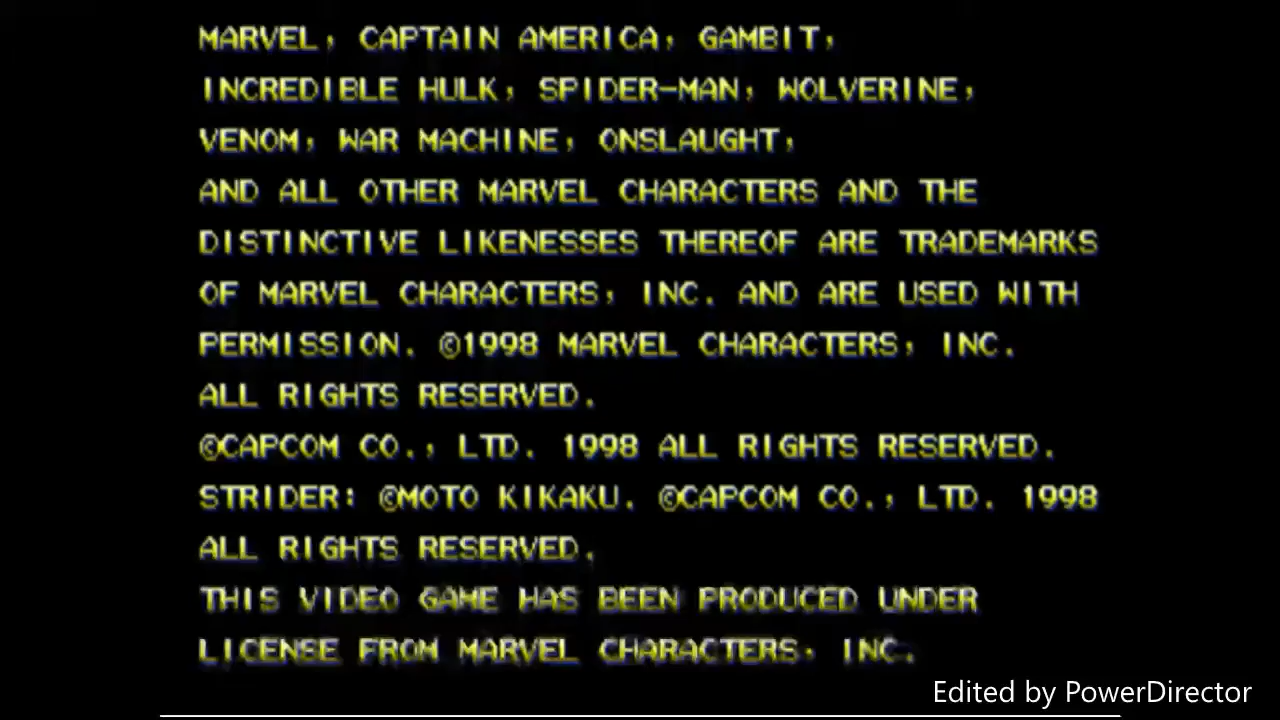 MARVEL, CAPTAIN AMERICA, GAMBIT,
INCREDIBLE HULK, SPIDER-MAN, WOLVERINE,
VENOM, WAR MACHINE, ONSLAUGHT,
AND ALL OTHER MARVEL CHARACTERS AND THE
DISTINCTIVE LIKENESSES THEREOF ARE TRADEMARKS
OF MARVEL CHARACTERS, INC. AND ARE USED WITH
PERMISSION. ©1998 MARVEL CHARACTERS, INC.
ALL RIGHTS RESERVED.
©CAPCOM CO., LTD. 1998 ALL RIGHTS RESERVED.
STRIDER: ©MOTO KIKAKU. ©CAPCOM CO., LTD. 1998
ALL RIGHTS RESERVED.
THIS VIDEO GAME HAS BEEN PRODUCED UNDER
LICENSE FROM MARVEL CHARACTERS, INC.
Edited by PowerDirector